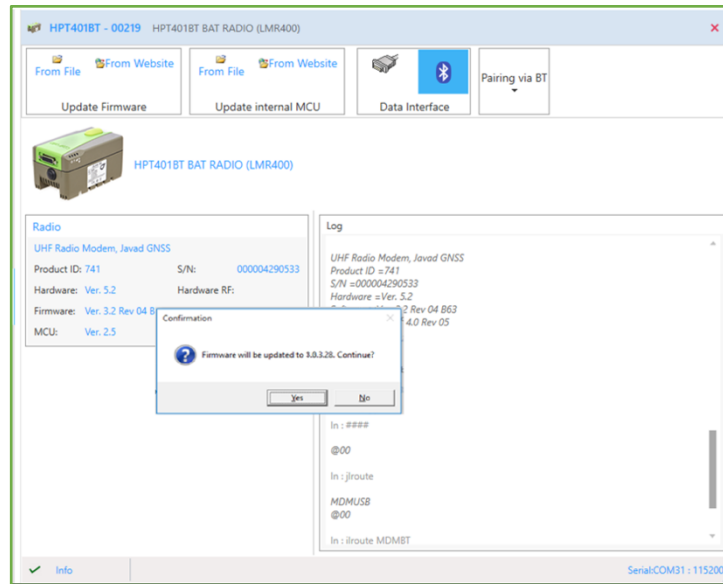 HPT401BT - 00219 HPT401BT BAT RADIO (LMR400)
From File From Website
Update Firmware
From File From Website
Update internal MCU
Data Interface
Pairing via BT
HPT401BT BAT RADIO (LMR400)
Radio
UHF Radio Modem, Javad GNSS
Product ID: 741 S/N: 000004290533
Hardware: Ver. 5.2 Hardware RF:
Firmware: Ver. 3.2 Rev 04 B
MCU: Ver. 2.5
Log
UHF Radio Modem, Javad GNSS
Product ID =741
S/N =000004290533
Hardware =Ver. 5.2
2 Rev 04 B63
4.0 Rev 05
Confirmation
Firmware will be updated to 3.0.3.28. Continue?
Yes No
In : ####
@00
In : jlroute
MDMUSB
@00
In : jlroute MDMBT
Info
Serial:COM31 : 115200